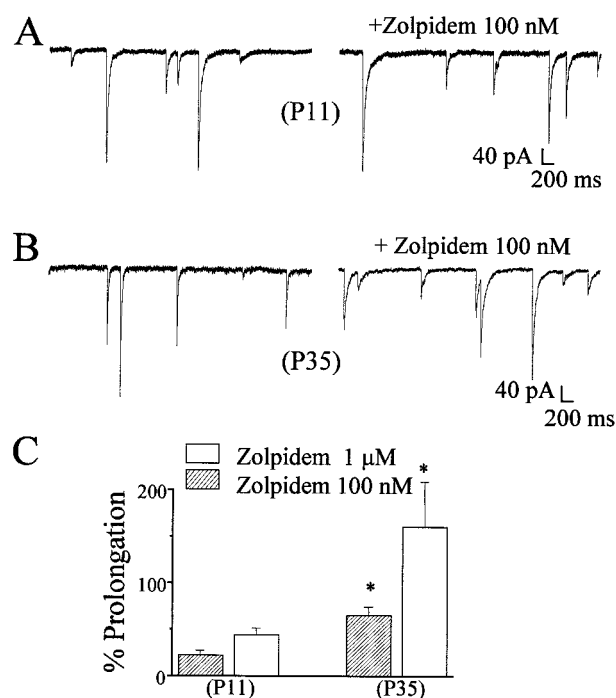 A
+Zolpidem 100 nM
(P11)
40 pA
200 ms
B
+ Zolpidem 100 nM
(P35)
40 pA
200 ms
C
Zolpidem 1 μM
Zolpidem 100 nM
*
*
% Prolongation
200
100
0
(P11)
(P35)